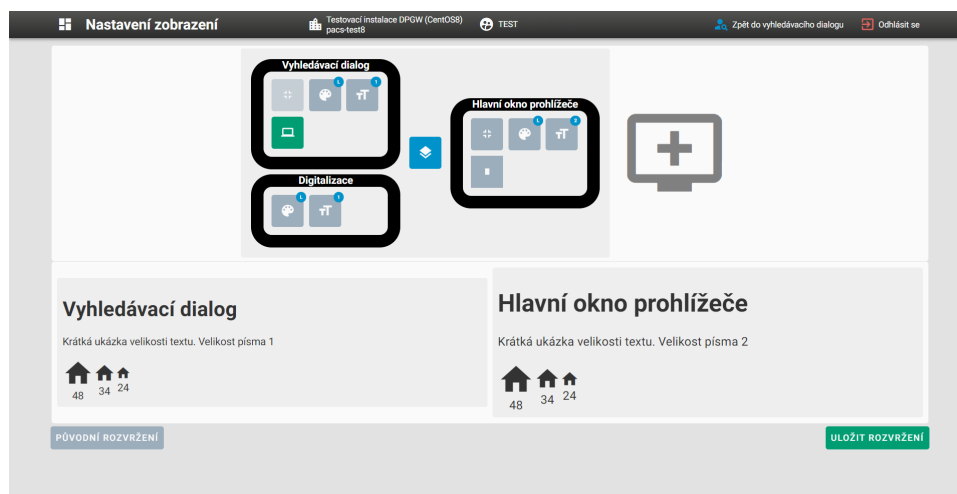 Nastavení zobrazení
Testovací instalace DPGW (CentOS8)
pacs-test8
TEST
Zpět do vyhledávacího dialogu
Odhlásit se
Vyhledávací dialog
L
1
Hlavní okno prohlížeče
L
2
Digitalizace
L
1
Vyhledávací dialog
Krátká ukázka velikosti textu. Velikost písma 1
48
34
24
Hlavní okno prohlížeče
Krátká ukázka velikosti textu. Velikost písma 2
48
34
24
PŮVODNÍ ROZVRŽENÍ
ULOŽIT ROZVRŽENÍ